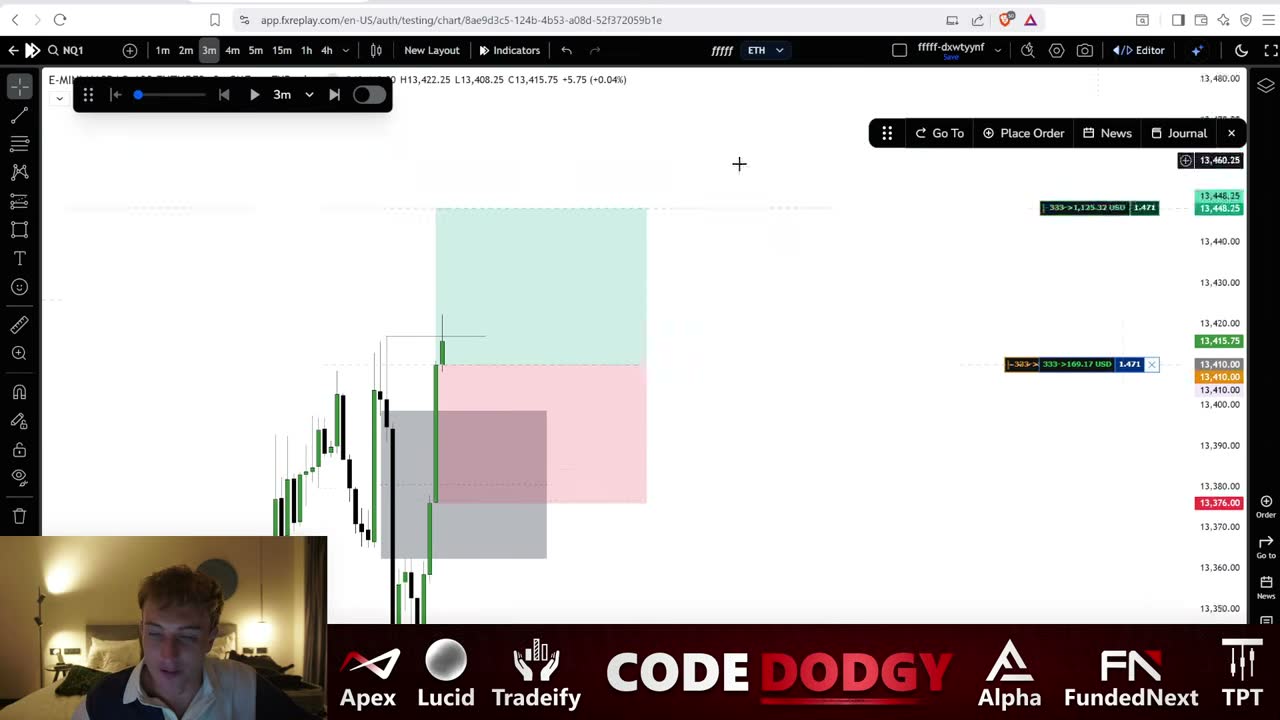 app.fxreplay.com/en-US/auth/testing/chart/8ae9d3c5-124b-4b53-a08d-52f372059b1e
NQ1
1m 2m 3m 4m 5m 15m 1h 4h
New Layout
Indicators
fffff
ETH
fffff-dxwtyynf
Save
Editor
H13,422.25 L13,408.25 C13,415.75 +5.75 (+0.04%)
3m
Go To
Place Order
News
Journal
13,480.00
13,460.25
13,448.25
13,448.25
1,125.32 USD 1.471
13,440.00
13,430.00
13,420.00
13,415.75
169.17 USD 1.471
13,410.00
13,410.00
13,410.00
13,400.00
13,390.00
13,380.00
13,376.00
13,370.00
13,360.00
13,350.00
Order
Go to
News
CODE DODGY
Apex
Lucid
Tradeify
Alpha
FundedNext
TPT